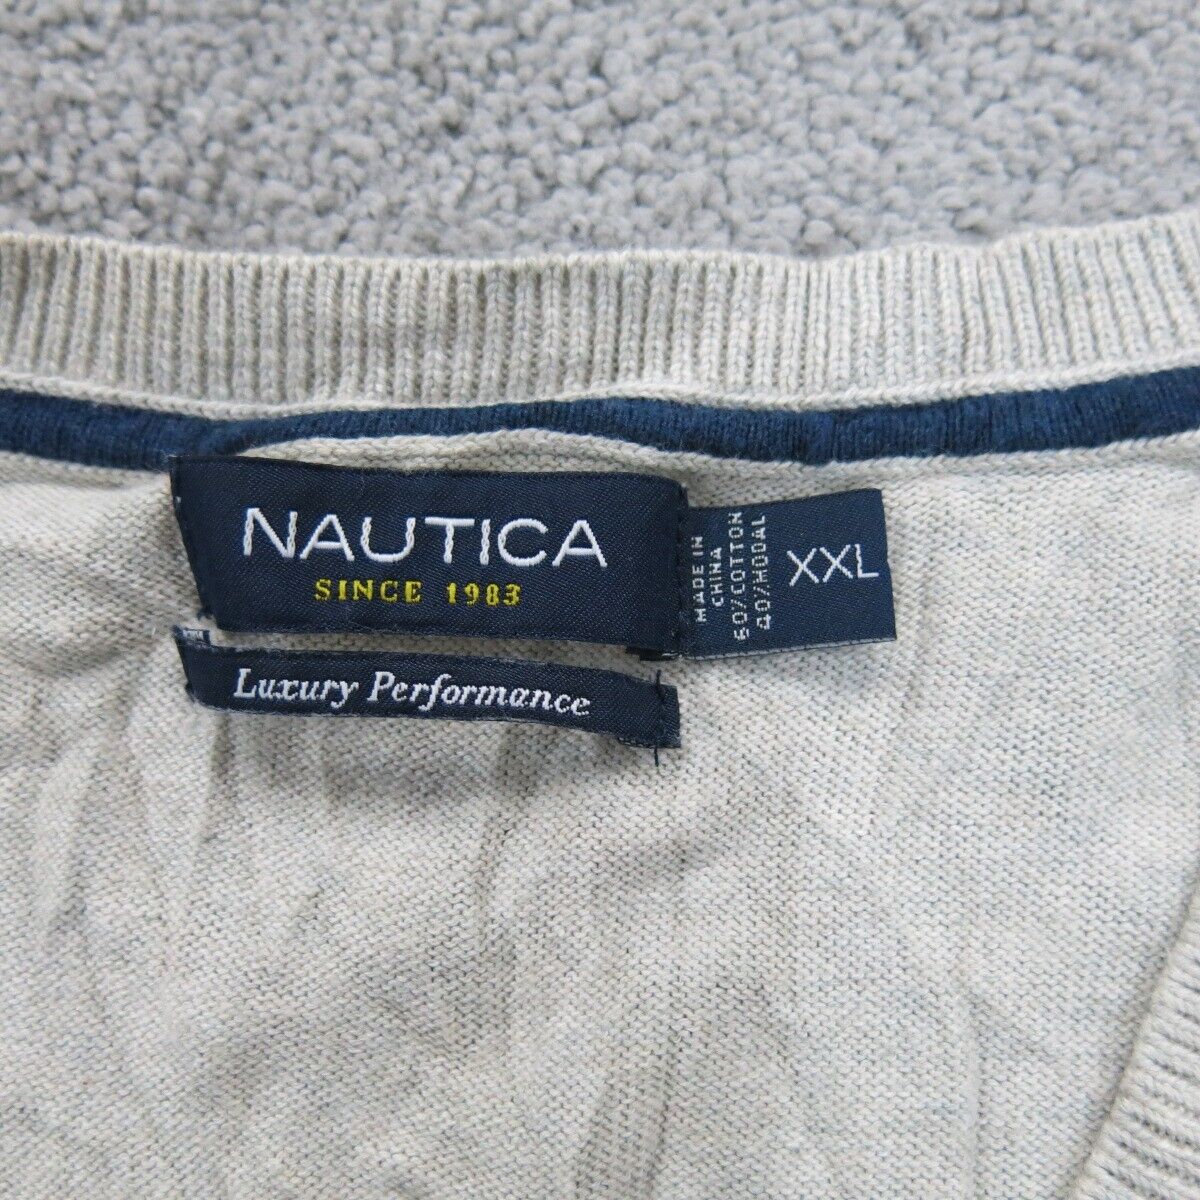 NAUTICA
SINCE 1983
Luxury Performance
MADE IN
CHINA
60%COTTON
40%MODAL
XXL